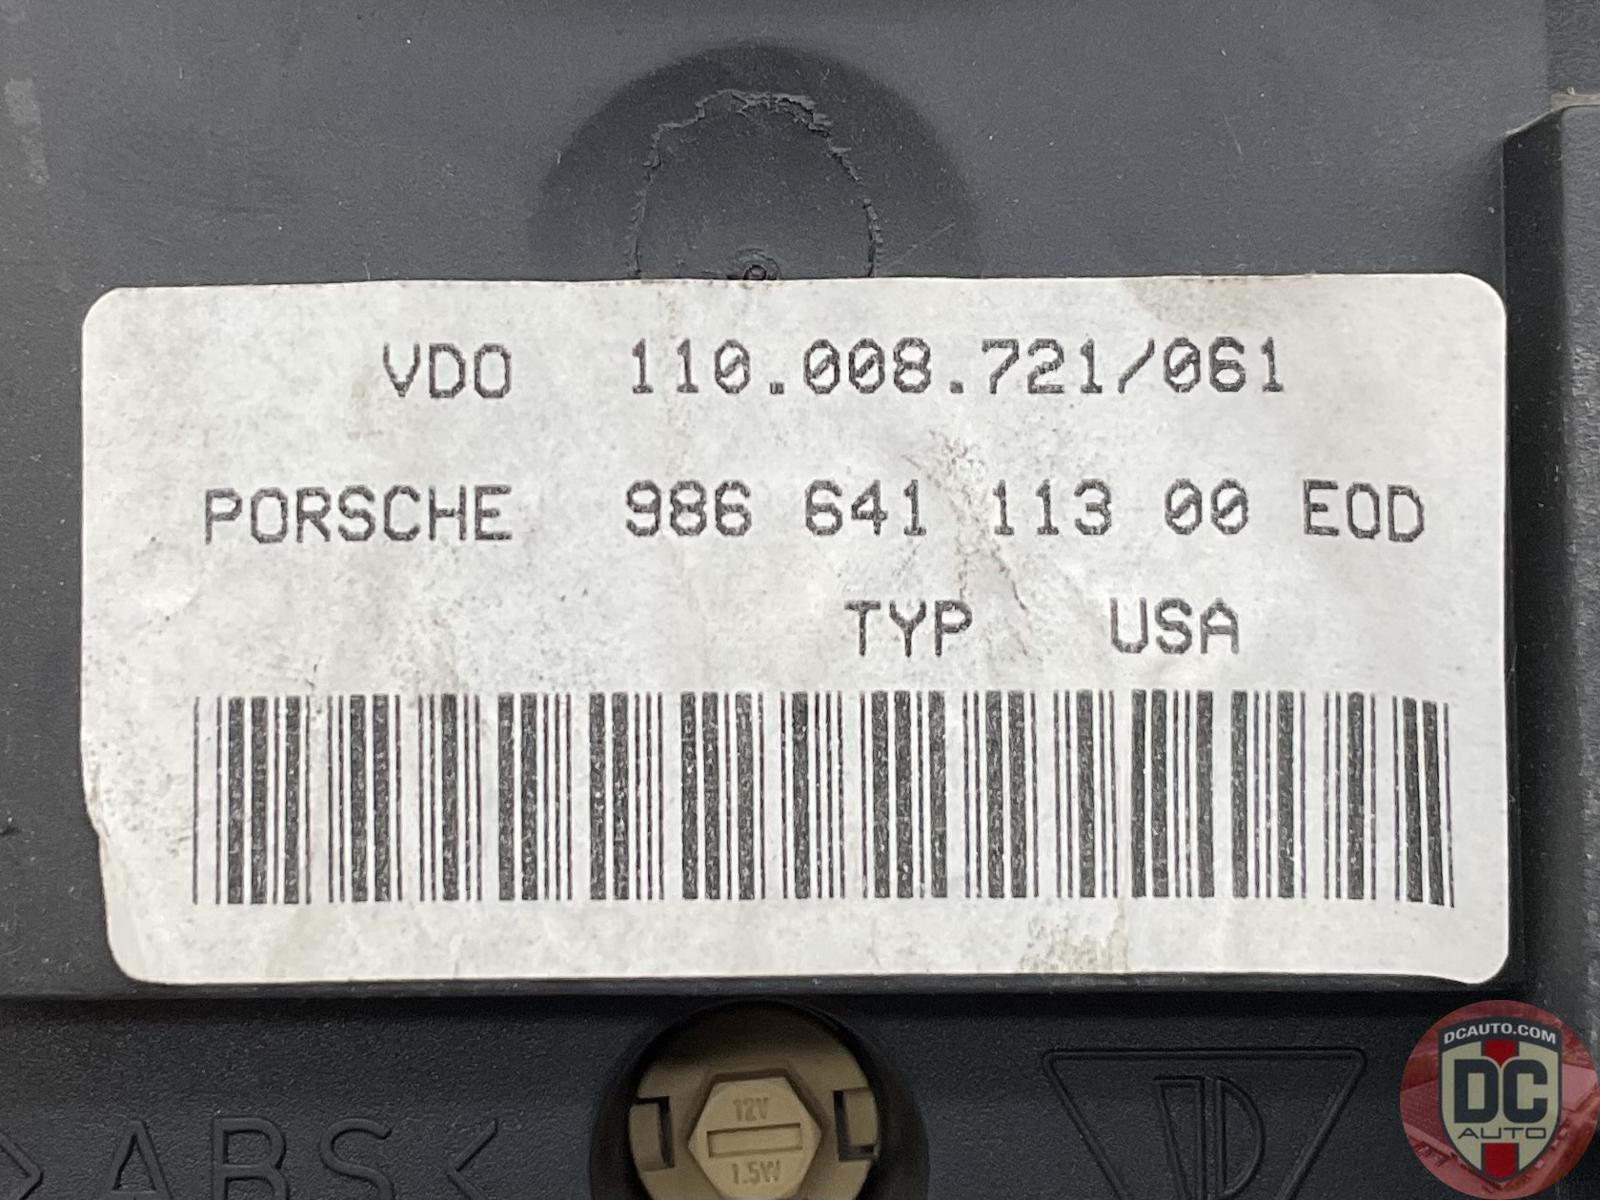 VDO 110.008.721/061
PORSCHE 986 641 113 00 EOD
TYP USA
12V
1.5W
>ABS<
DCAUTO.COM
DC
AUTO